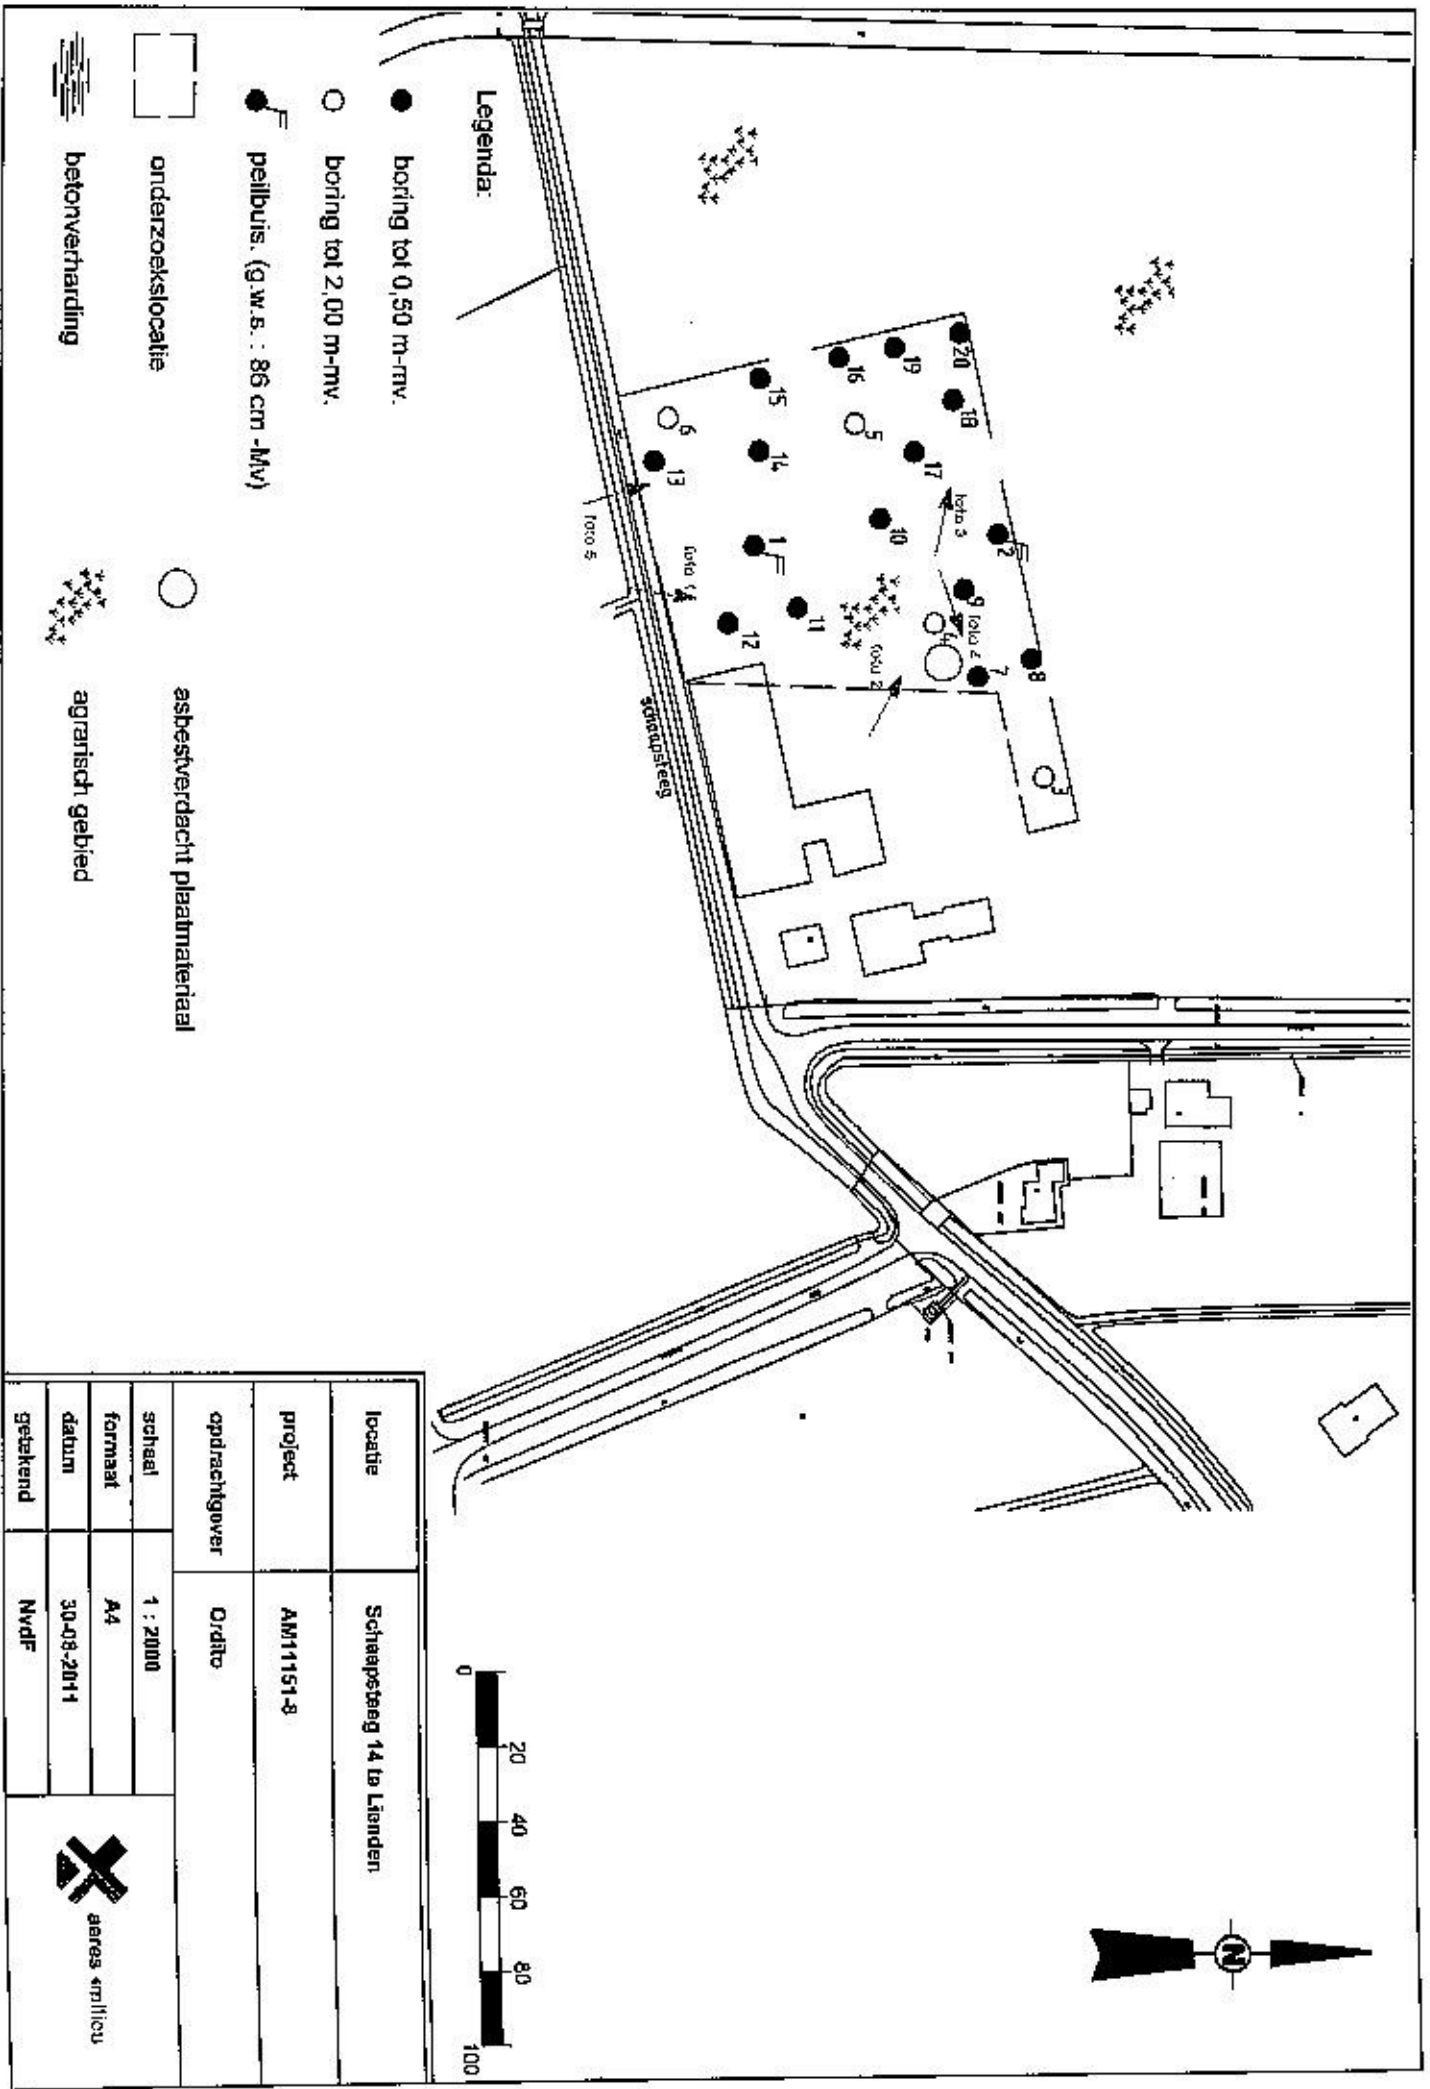 20
19
18
16
17
15
5
6
14
13
10
2
foto 3
1
9
foto 5
foto 1
11
12
4
7
8
foto 2
3
schaapsteeg
Legenda:
boring tot 0,50 m-mv.
boring tot 2,00 m-mv.
peilbuis. (g.w.s. : 86 cm -Mv)
onderzoekslocatie
betonverharding
asbestverdacht plaatmateriaal
agrarisch gebied
N
0 20 40 60 80 100
locatie Schaapsteeg 14 te Lienden
project AM11151-8
opdrachtgever Ordito
schaal 1 : 2000
formaat A4
datum 30-08-2011
getekend NvdF
aeres milieu